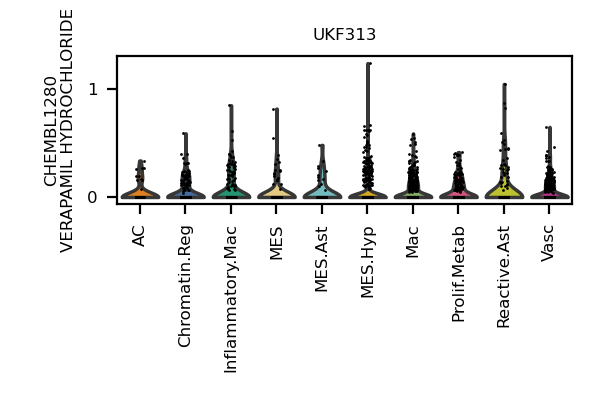 UKF313
CHEMBL1280
VERAPAMIL HYDROCHLORIDE
1
0
AC
Chromatin.Reg
Inflammatory.Mac
MES
MES.Ast
MES.Hyp
Mac
Prolif.Metab
Reactive.Ast
Vasc